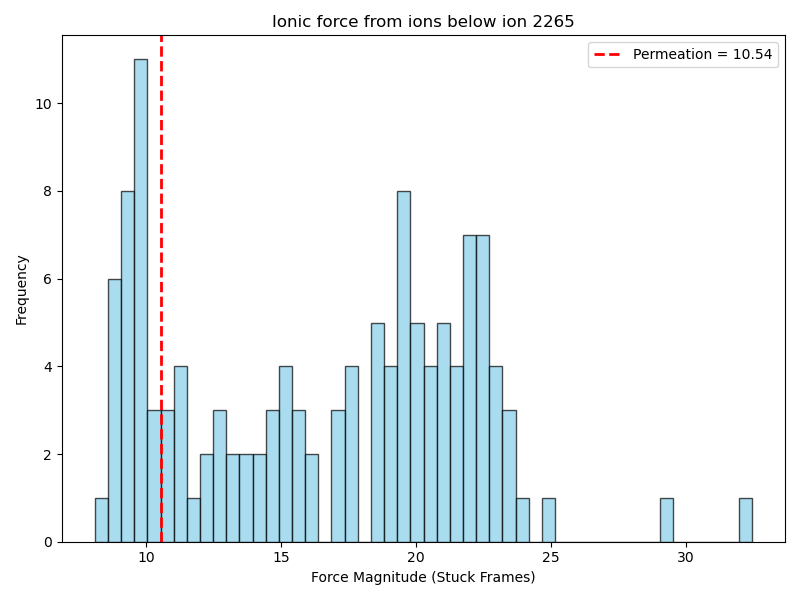 Ionic force from ions below ion 2265
Permeation = 10.54
Frequency
10
8
6
4
2
0
10 15 20 25 30
Force Magnitude (Stuck Frames)